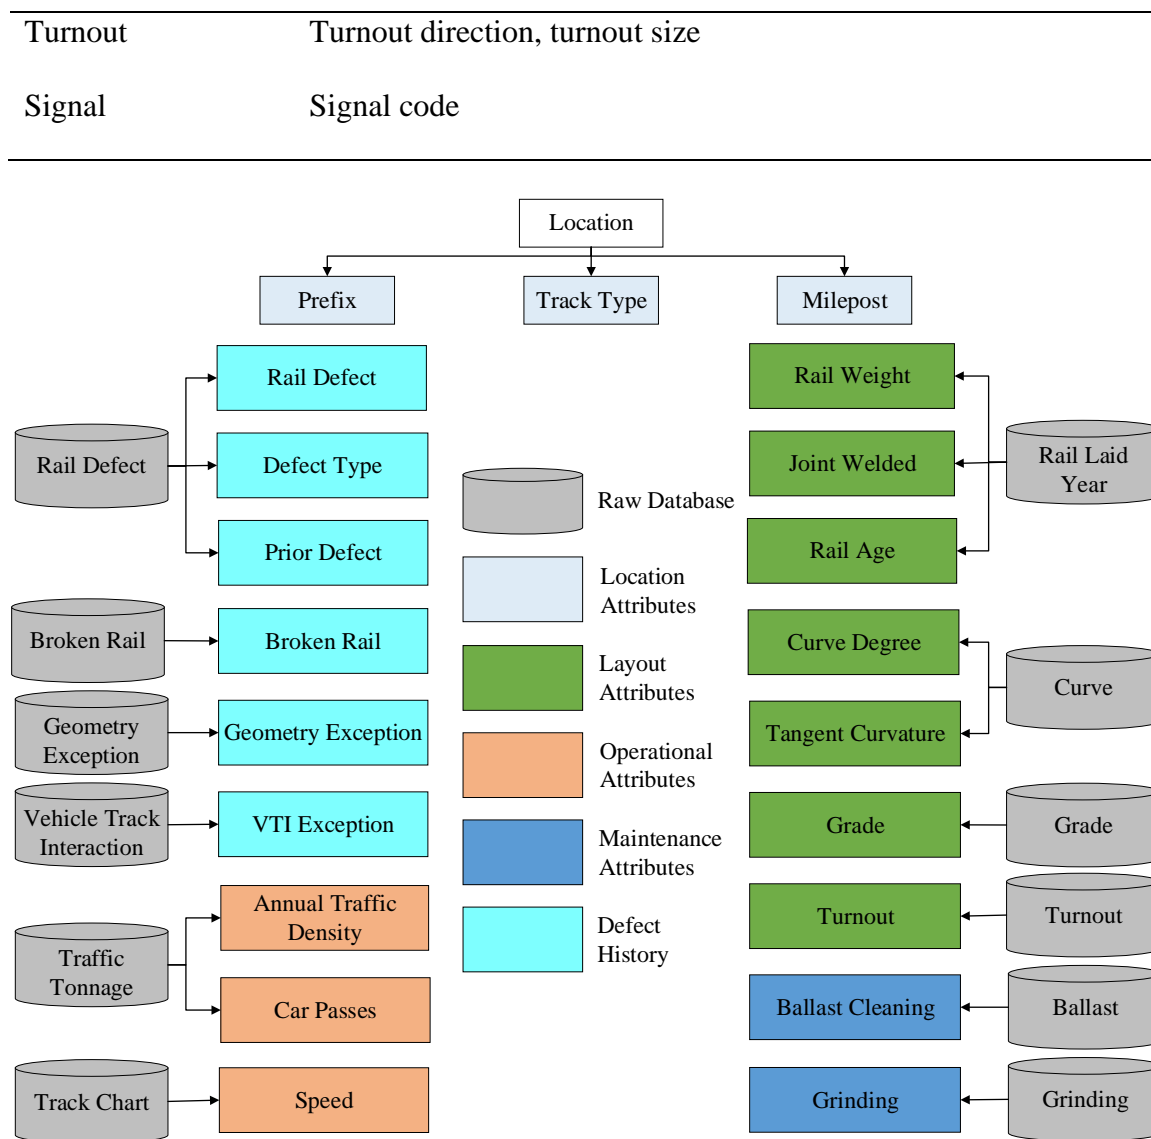 Turnout Turnout direction, turnout size
Signal Signal code
Location
Prefix
Track Type
Milepost
Rail Defect
Rail Defect
Defect Type
Prior Defect
Broken Rail
Broken Rail
Geometry
Exception
Geometry Exception
Vehicle Track
Interaction
VTI Exception
Traffic
Tonnage
Annual Traffic
Density
Car Passes
Track Chart
Speed
Raw Database
Location
Attributes
Layout
Attributes
Operational
Attributes
Maintenance
Attributes
Defect
History
Rail Weight
Joint Welded
Rail Age
Rail Laid
Year
Curve Degree
Tangent Curvature
Curve
Grade
Grade
Turnout
Turnout
Ballast Cleaning
Ballast
Grinding
Grinding